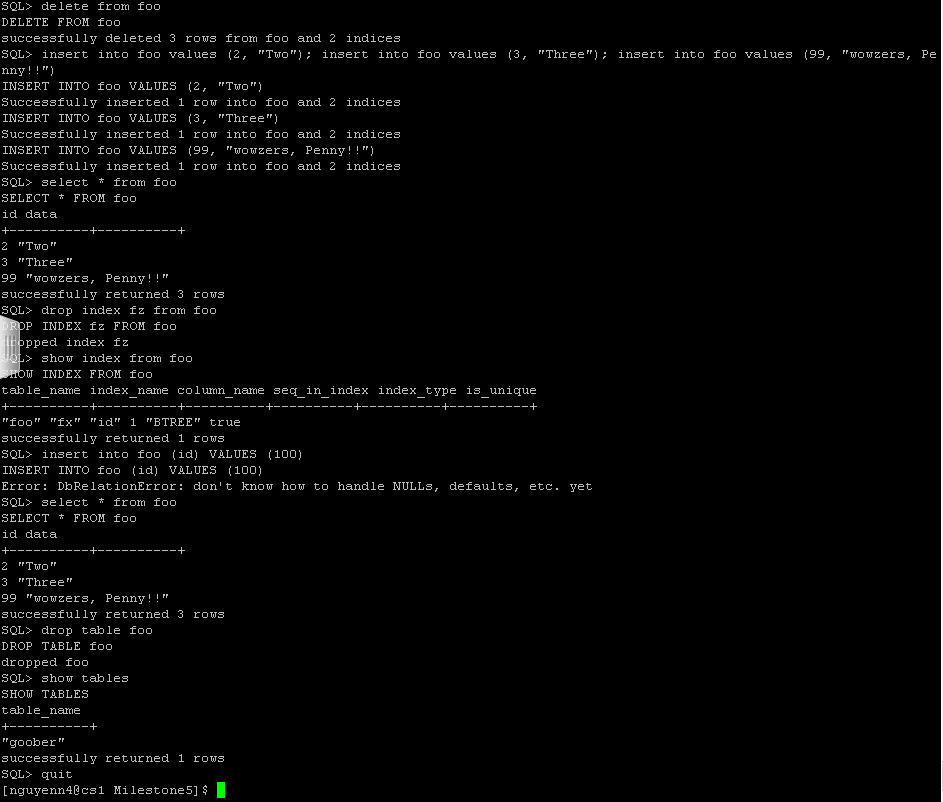 SQL> delete from foo
DELETE FROM foo
successfully deleted 3 rows from foo and 2 indices
SQL> insert into foo values (2, "Two"); insert into foo values (3, "Three"); insert into foo values (99, "wowzers, Pe
nny!!")
INSERT INTO foo VALUES (2, "Two")
Successfully inserted 1 row into foo and 2 indices
INSERT INTO foo VALUES (3, "Three")
Successfully inserted 1 row into foo and 2 indices
INSERT INTO foo VALUES (99, "wowzers, Penny!!")
Successfully inserted 1 row into foo and 2 indices
SQL> select * from foo
SELECT * FROM foo
id data
+----------+----------+
2 "Two"
3 "Three"
99 "wowzers, Penny!!"
successfully returned 3 rows
SQL> drop index fz from foo
DROP INDEX fz FROM foo
dropped index fz
SQL> show index from foo
SHOW INDEX FROM foo
table_name index_name column_name seq_in_index index_type is_unique
+----------+----------+----------+----------+----------+----------+
"foo" "fx" "id" 1 "BTREE" true
successfully returned 1 rows
SQL> insert into foo (id) VALUES (100)
INSERT INTO foo (id) VALUES (100)
Error: DbRelationError: don't know how to handle NULLs, defaults, etc. yet
SQL> select * from foo
SELECT * FROM foo
id data
+----------+----------+
2 "Two"
3 "Three"
99 "wowzers, Penny!!"
successfully returned 3 rows
SQL> drop table foo
DROP TABLE foo
dropped foo
SQL> show tables
SHOW TABLES
table_name
+----------+
"goober"
successfully returned 1 rows
SQL> quit
[nguyenn4@cs1 Milestone5]$